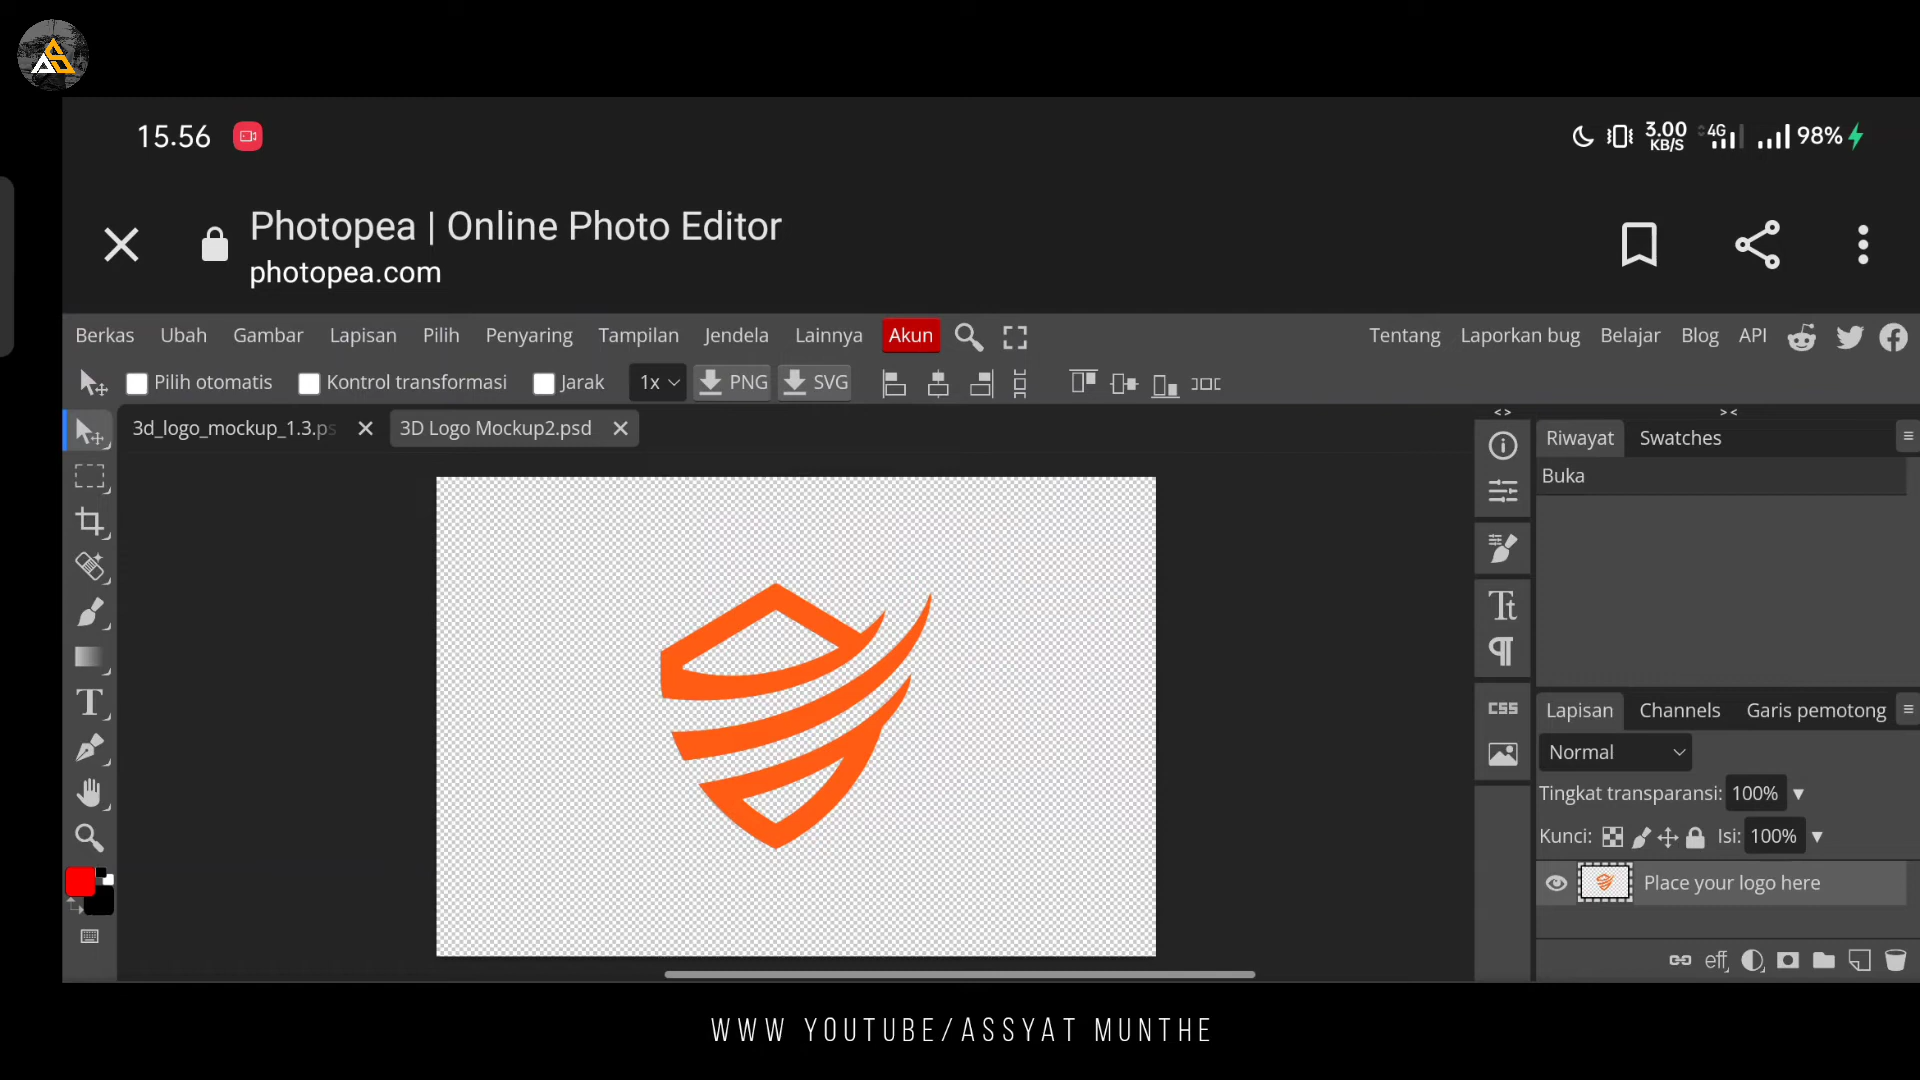 15.56
3.00
KB/S
4G
98%
Photopea | Online Photo Editor
photopea.com
Berkas Ubah Gambar Lapisan Pilih Penyaring Tampilan Jendela Lainnya Akun Tentang Laporkan bug Belajar Blog API
Pilih otomatis Kontrol transformasi Jarak 1x PNG SVG
3d_logo_mockup_1.3.ps 3D Logo Mockup2.psd
Riwayat Swatches
Buka
CSS
Lapisan Channels Garis pemotong
Normal
Tingkat transparansi: 100%
Kunci: Isi: 100%
Place your logo here
eff
WWW YOUTUBE/ASSYAT MUNTHE